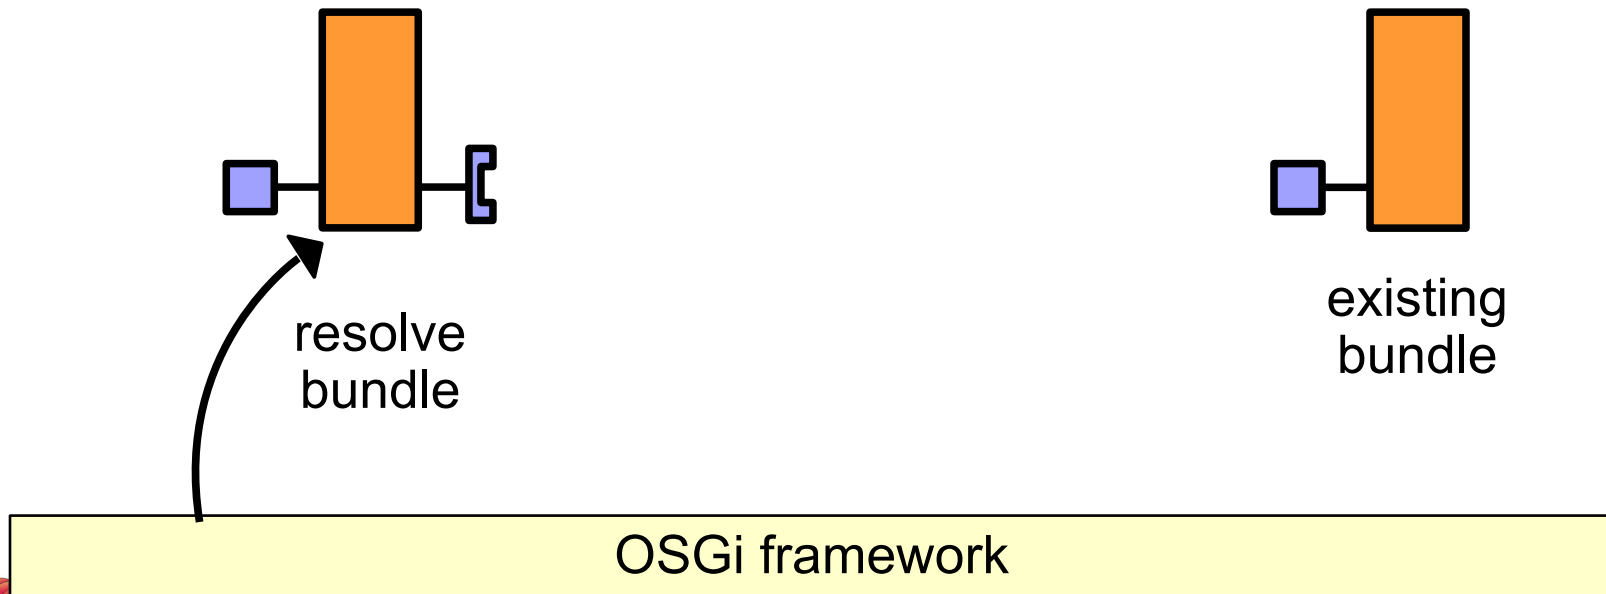 existing
bundle
resolve
bundle
OSGi framework